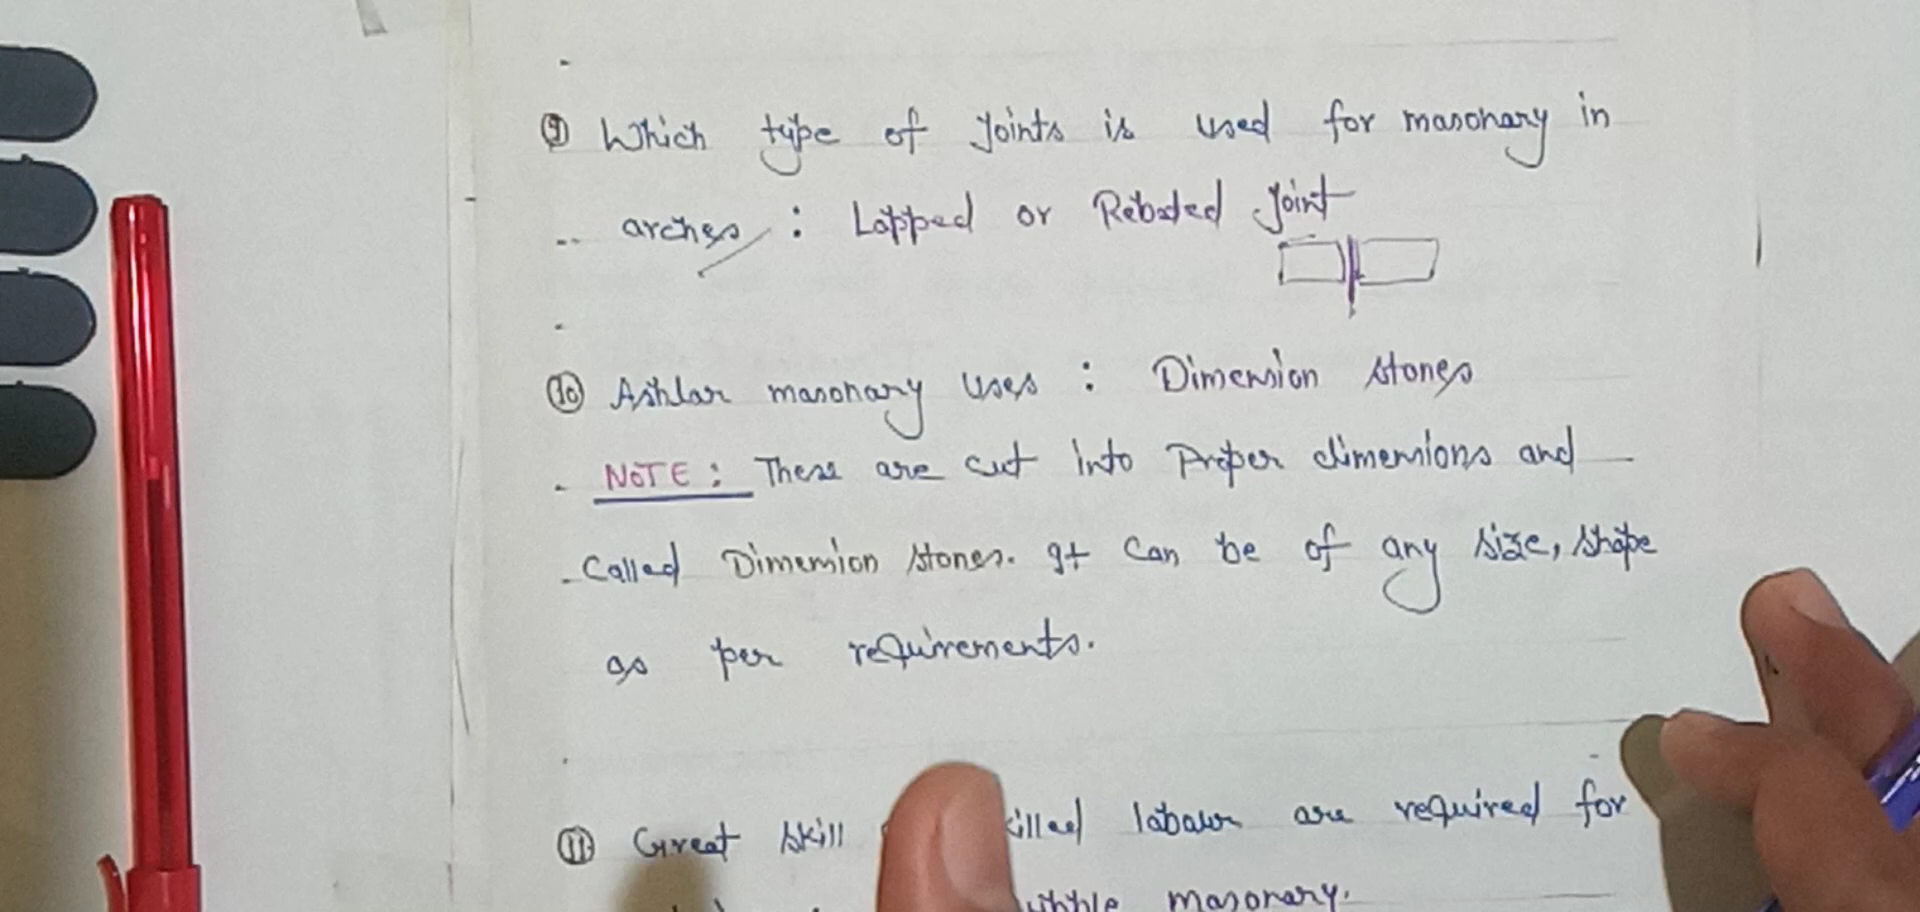 ⑨ Which type of Joints is used for masonary in
arches : Lapped or Rebated Joint
⑩ Ashlar masonary uses : Dimension stones
NOTE : These are cut into Proper dimensions and
Called Dimension stones. It can be of any size, shape
as per requirements.
⑪ Great skill labour are required for
masonary.